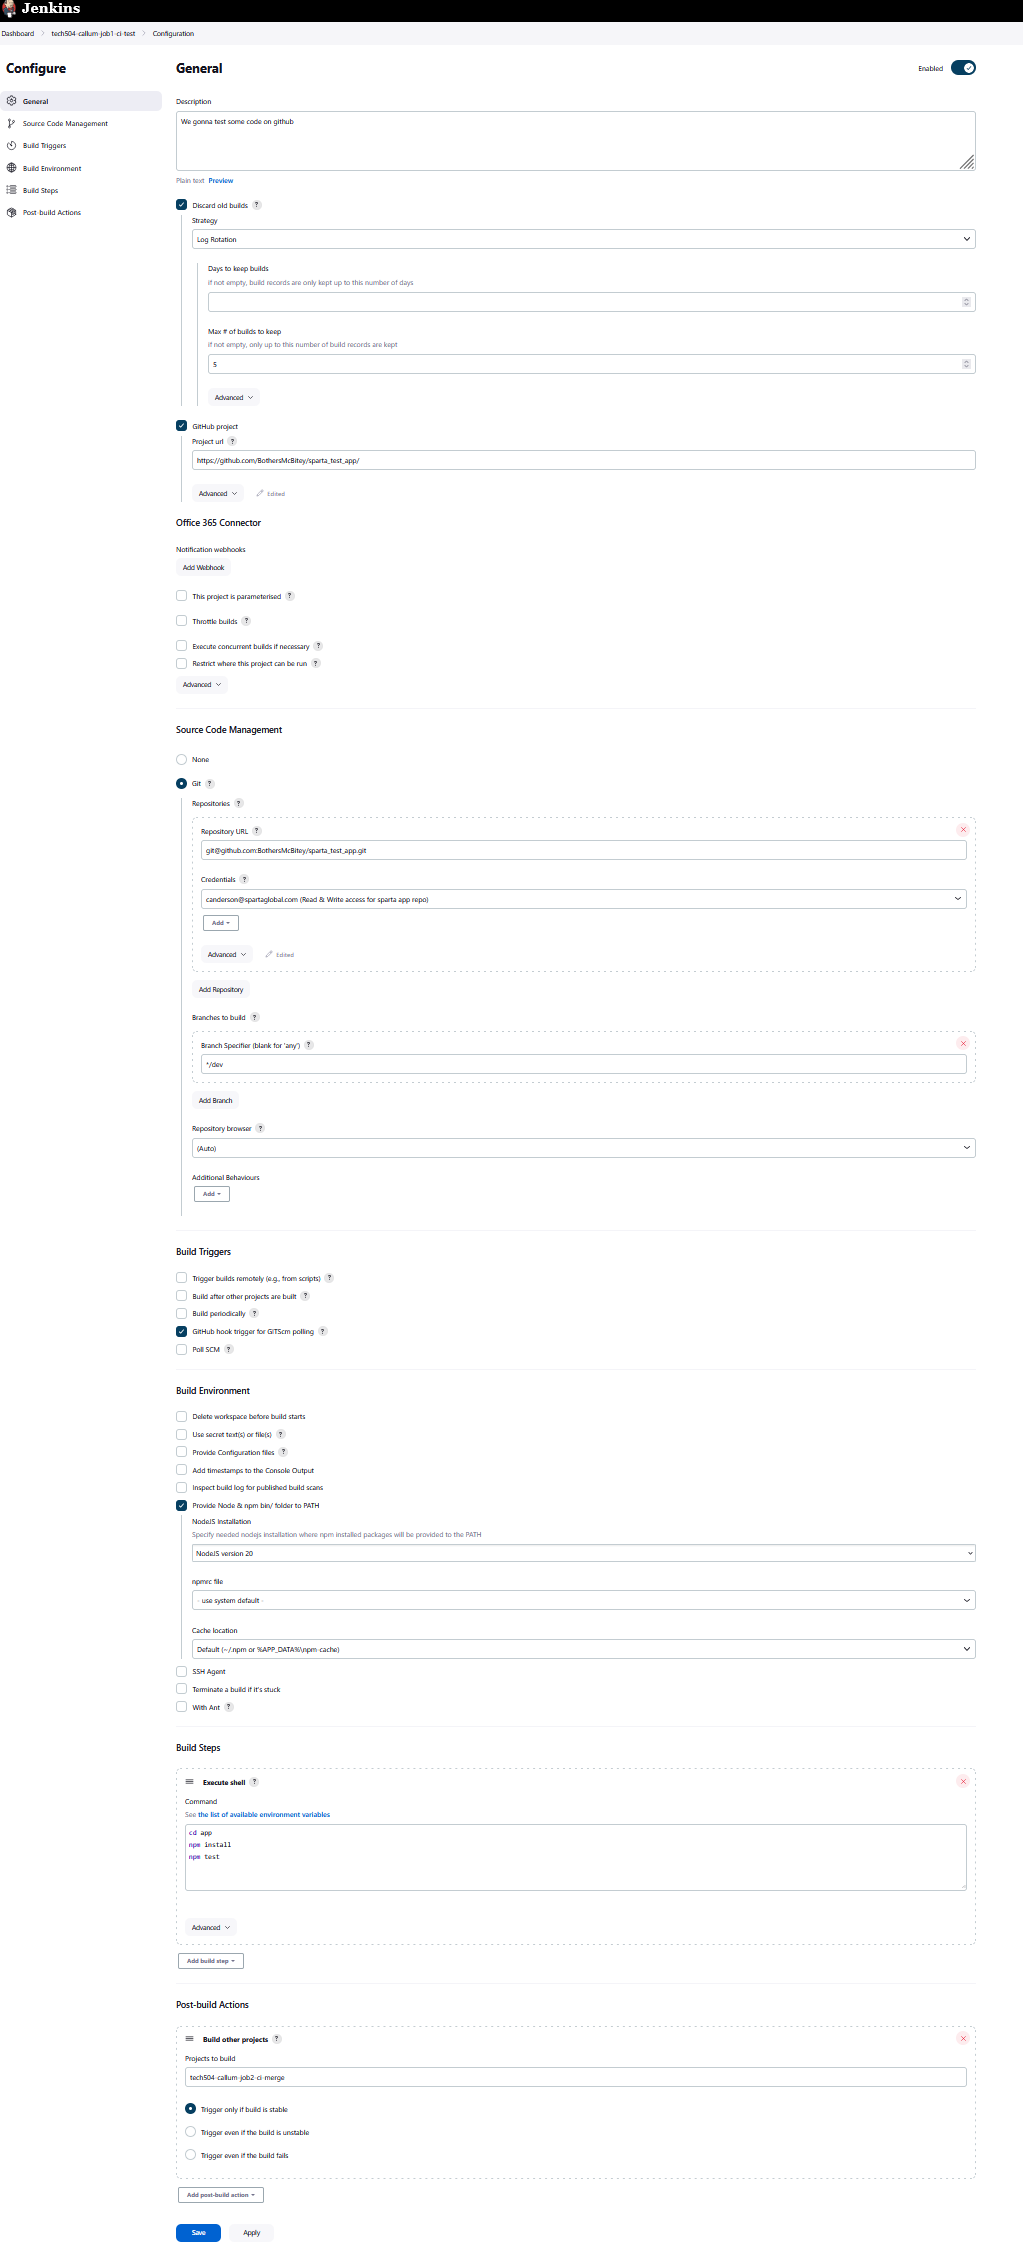 Jenkins
Dashboard > tech504-callum-job1-ci-test > Configuration
Configure
General
Source Code Management
Build Triggers
Build Environment
Build Steps
Post-build Actions
General
Enabled
Description
We gonna test some code on github
Plain text Preview
Discard old builds ?
Strategy
Log Rotation
Days to keep builds
if not empty, build records are only kept up to this number of days
Max # of builds to keep
if not empty, only up to this number of build records are kept
5
Advanced
GitHub project
Project url ?
https://github.com/BothersMcBitey/sparta_test_app/
Advanced Edited
Office 365 Connector
Notification webhooks
Add Webhook
This project is parameterised ?
Throttle builds ?
Execute concurrent builds if necessary ?
Restrict where this project can be run ?
Advanced
Source Code Management
None
Git ?
Repositories ?
Repository URL ?
git@github.com:BothersMcBitey/sparta_test_app.git
Credentials ?
canderson@spartaglobal.com (Read & Write access for sparta app repo)
Add
Advanced Edited
Add Repository
Branches to build ?
Branch Specifier (blank for 'any') ?
*/dev
Add Branch
Repository browser ?
(Auto)
Additional Behaviours
Add
Build Triggers
Trigger builds remotely (e.g., from scripts) ?
Build after other projects are built ?
Build periodically ?
GitHub hook trigger for GITScm polling ?
Poll SCM ?
Build Environment
Delete workspace before build starts
Use secret text(s) or file(s) ?
Provide Configuration files ?
Add timestamps to the Console Output
Inspect build log for published build scans
Provide Node & npm bin/ folder to PATH
NodeJS Installation
Specify needed nodejs installation where npm installed packages will be provided to the PATH
NodeJS version 20
npmrc file
- use system default -
Cache location
Default (~/.npm or %APP_DATA%\npm-cache)
SSH Agent
Terminate a build if it's stuck
With Ant ?
Build Steps
Execute shell ?
Command
See the list of available environment variables
cd app
npm install
npm test
Advanced
Add build step
Post-build Actions
Build other projects ?
Projects to build
tech504-callum-job2-ci-merge
Trigger only if build is stable
Trigger even if the build is unstable
Trigger even if the build fails
Add post-build action
Save Apply